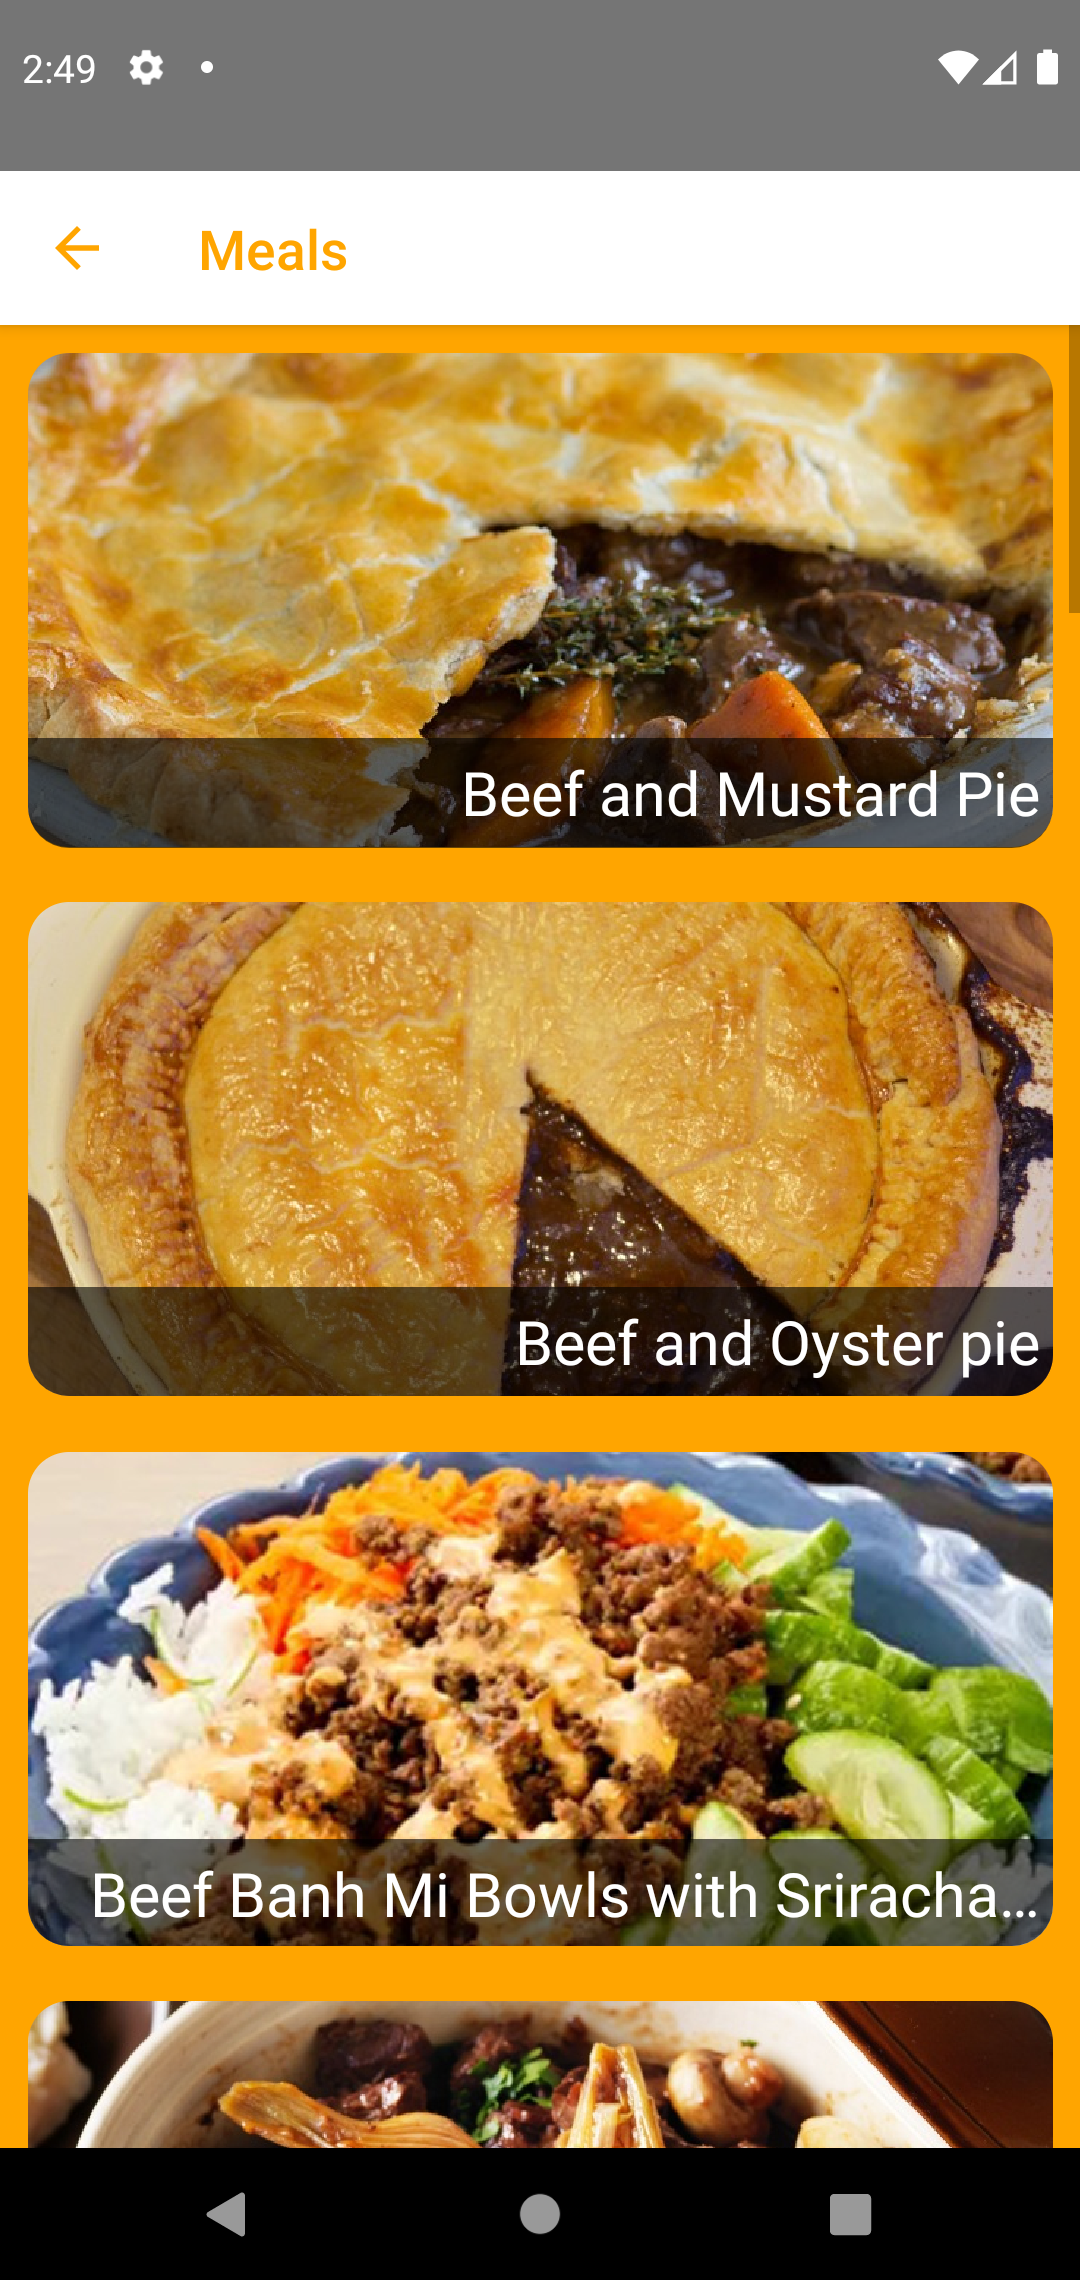 2:49
Meals
Beef and Mustard Pie
Beef and Oyster pie
Beef Banh Mi Bowls with Sriracha...